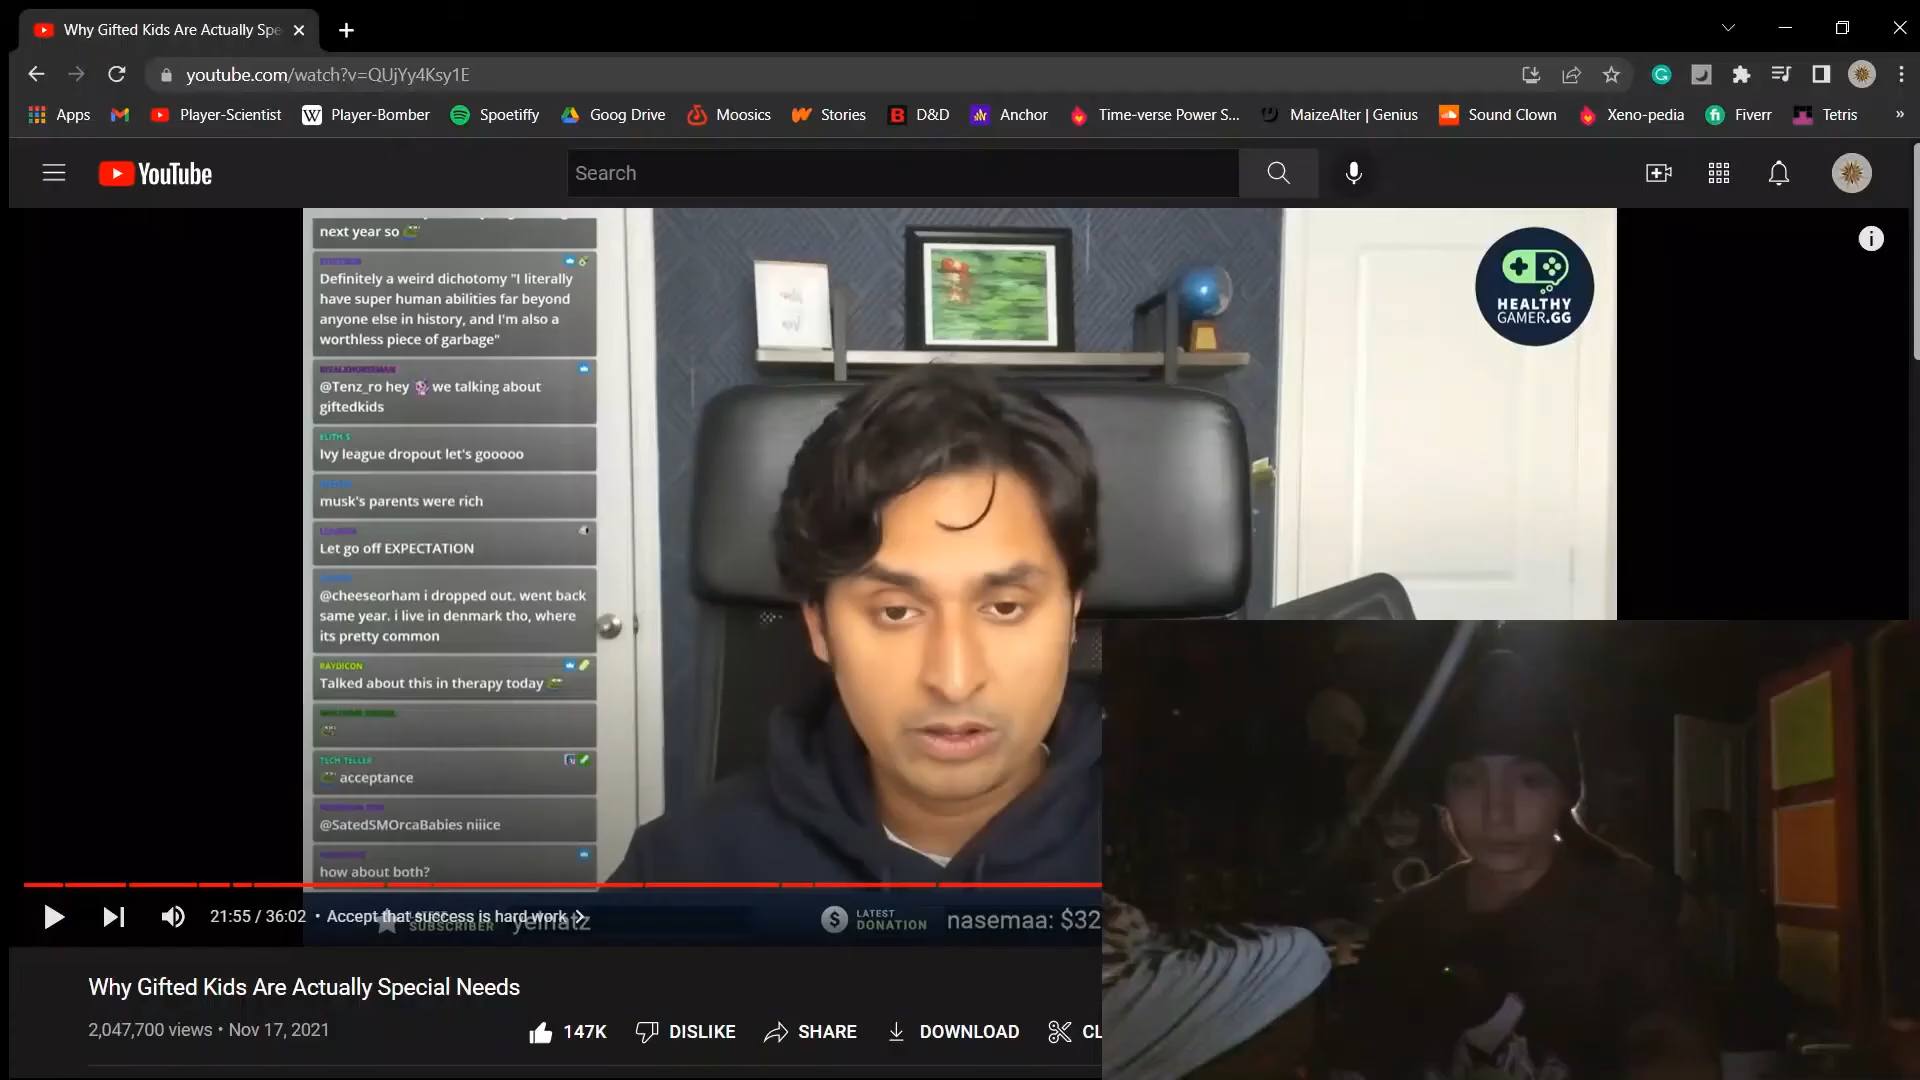 Why Gifted Kids Are Actually Spe
youtube.com/watch?v=QUjYy4Ksy1E
Apps
Player-Scientist
Player-Bomber
Spoetiffy
Goog Drive
Moosics
Stories
D&D
Anchor
Time-verse Power S...
MaizeAlter | Genius
Sound Clown
Xeno-pedia
Fiverr
Tetris
»
YouTube
Search
next year so
Definitely a weird dichotomy "I literally
have super human abilities far beyond
anyone else in history, and I'm also a
worthless piece of garbage"
@Tenz_ro hey we talking about
giftedkids
ELITH S
Ivy league dropout let's gooooo
musk's parents were rich
Let go off EXPECTATION
@cheeseorham i dropped out. went back
same year. i live in denmark tho, where
its pretty common
RAYDICON
Talked about this in therapy today
TECH TELLER
acceptance
@SatedSMOrcaBabies niiice
how about both?
HEALTHY
GAMER.GG
21:55 / 36:02 • Accept that success is hard work
SUBSCRIBER
LATEST
DONATION
nasemaa: $32
Why Gifted Kids Are Actually Special Needs
2,047,700 views • Nov 17, 2021
147K
DISLIKE
SHARE
DOWNLOAD
CL